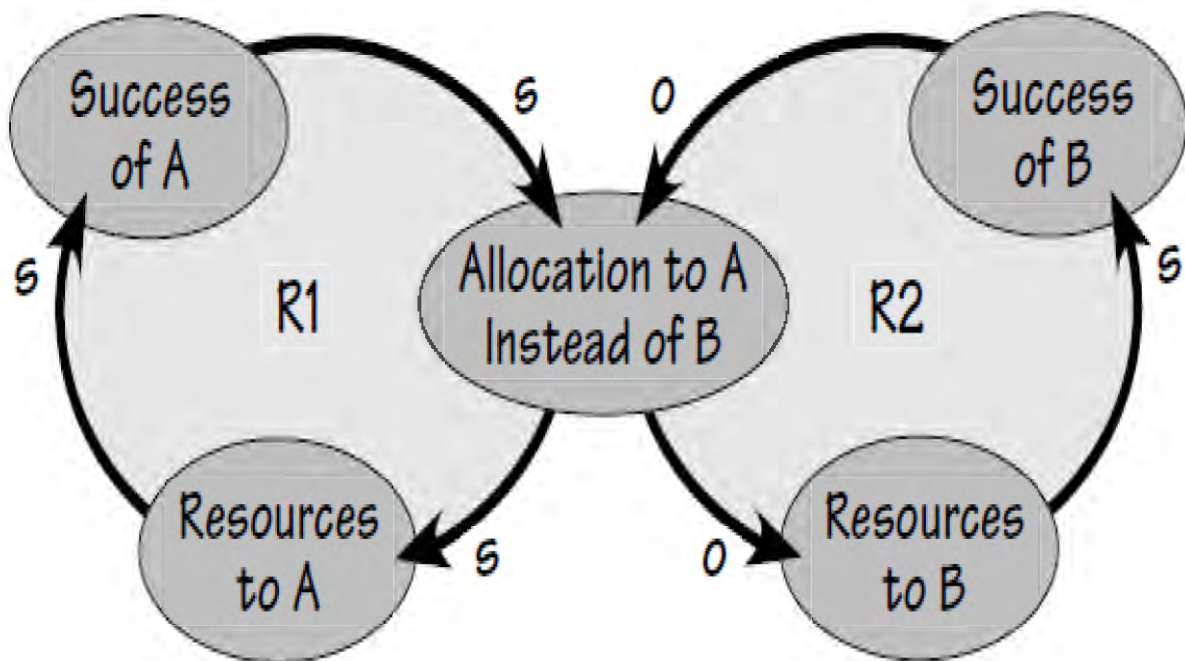 Success
of A
s
o
Success
of B
s
R1
Allocation to A
Instead of B
R2
s
Resources
to A
s
o
Resources
to B